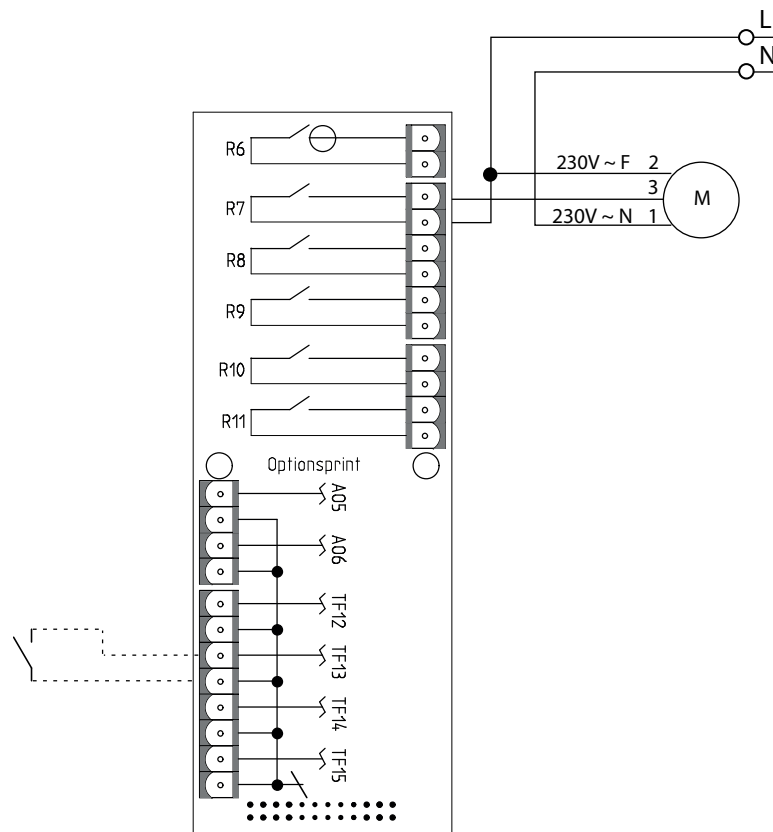 L
N
R6
230V ~ F 2
3
M
R7
230V ~ N 1
R8
R9
R10
R11
Optionsprint
A05
A06
TF12
TF13
TF14
TF15